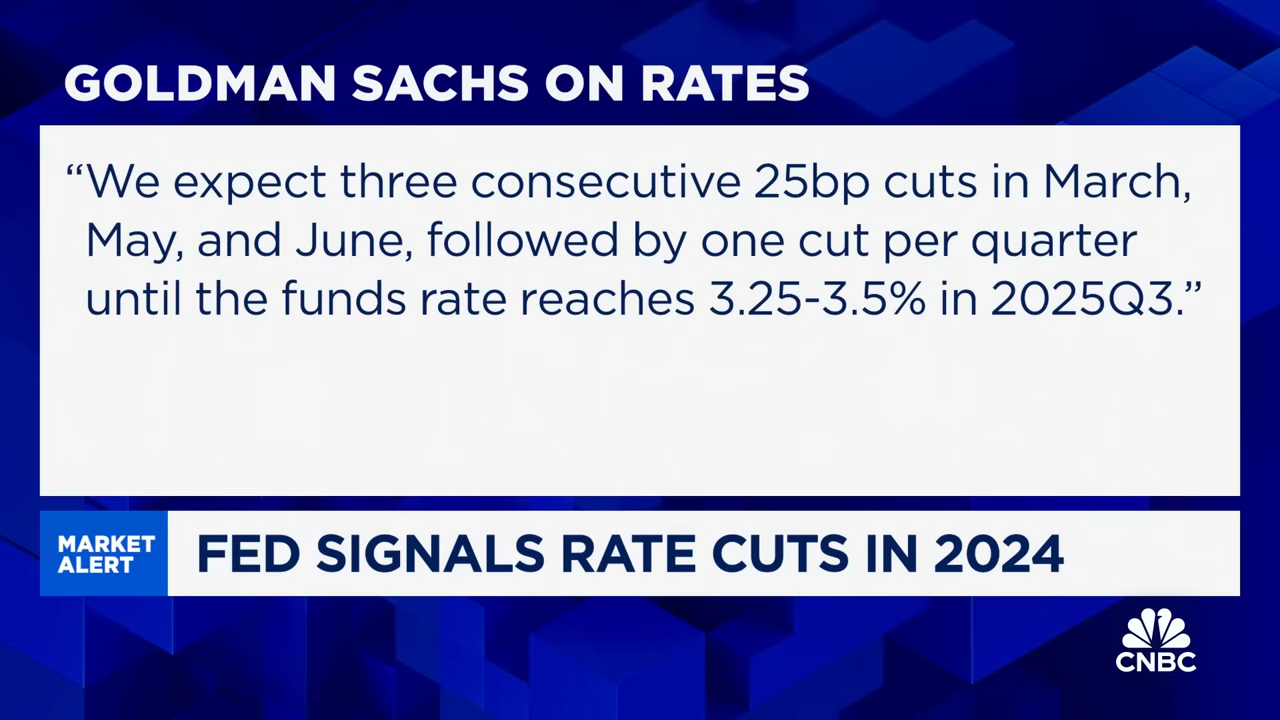 GOLDMAN SACHS ON RATES
“We expect three consecutive 25bp cuts in March,
May, and June, followed by one cut per quarter
until the funds rate reaches 3.25-3.5% in 2025Q3.”
MARKET
ALERT
FED SIGNALS RATE CUTS IN 2024
CNBC